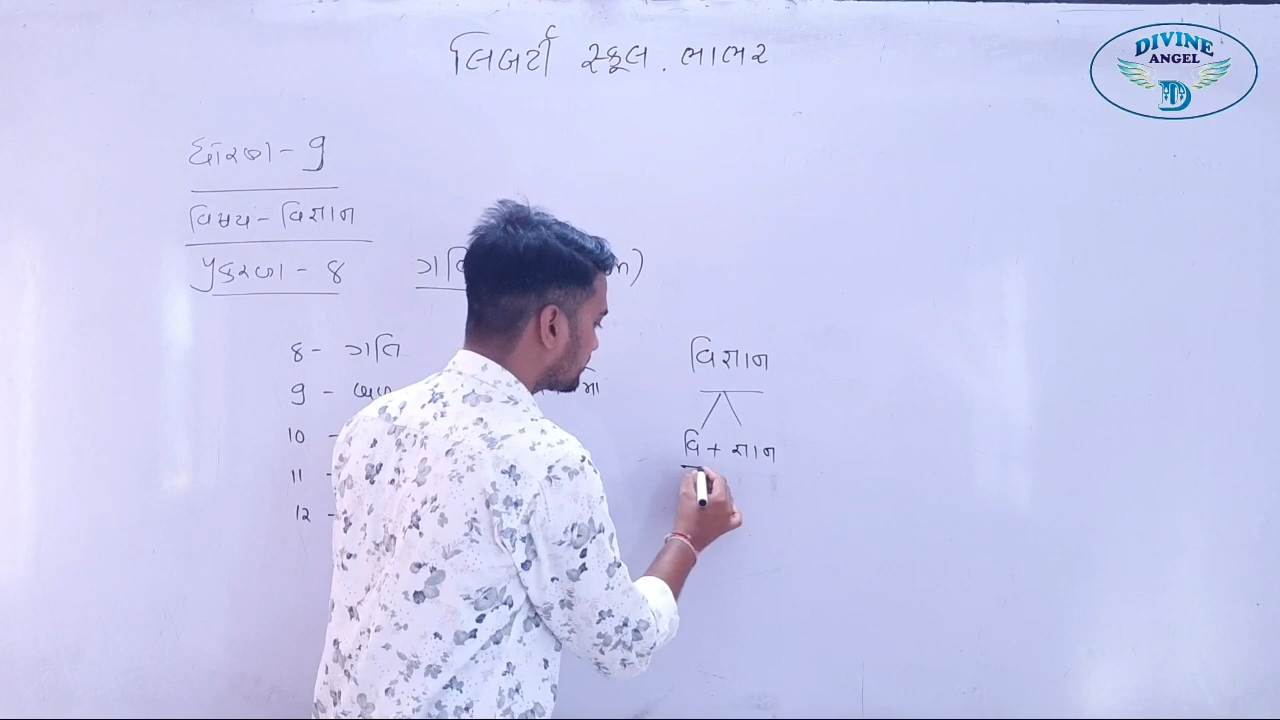 લિબર્ટી સ્કૂલ. ભાભર
DIVINE
ANGEL
D
ધોરણ - 9
વિષય - વિજ્ઞાન
પ્રકરણ - 8
8 - ગતિ
9 -
10 -
11 -
12 -
વિજ્ઞાન
વિ + જ્ઞાન